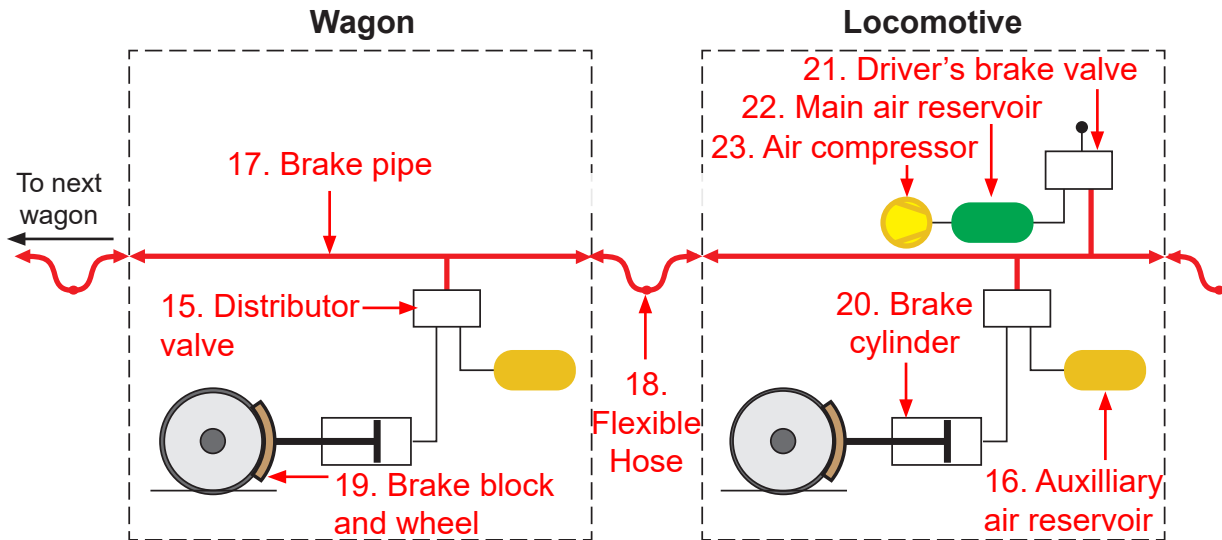 Wagon
Locomotive
21. Driver's brake valve
22. Main air reservoir
23. Air compressor
17. Brake pipe
To next
wagon
15. Distributor
valve
20. Brake
cylinder
18.
Flexible
Hose
19. Brake block
and wheel
16. Auxilliary
air reservoir